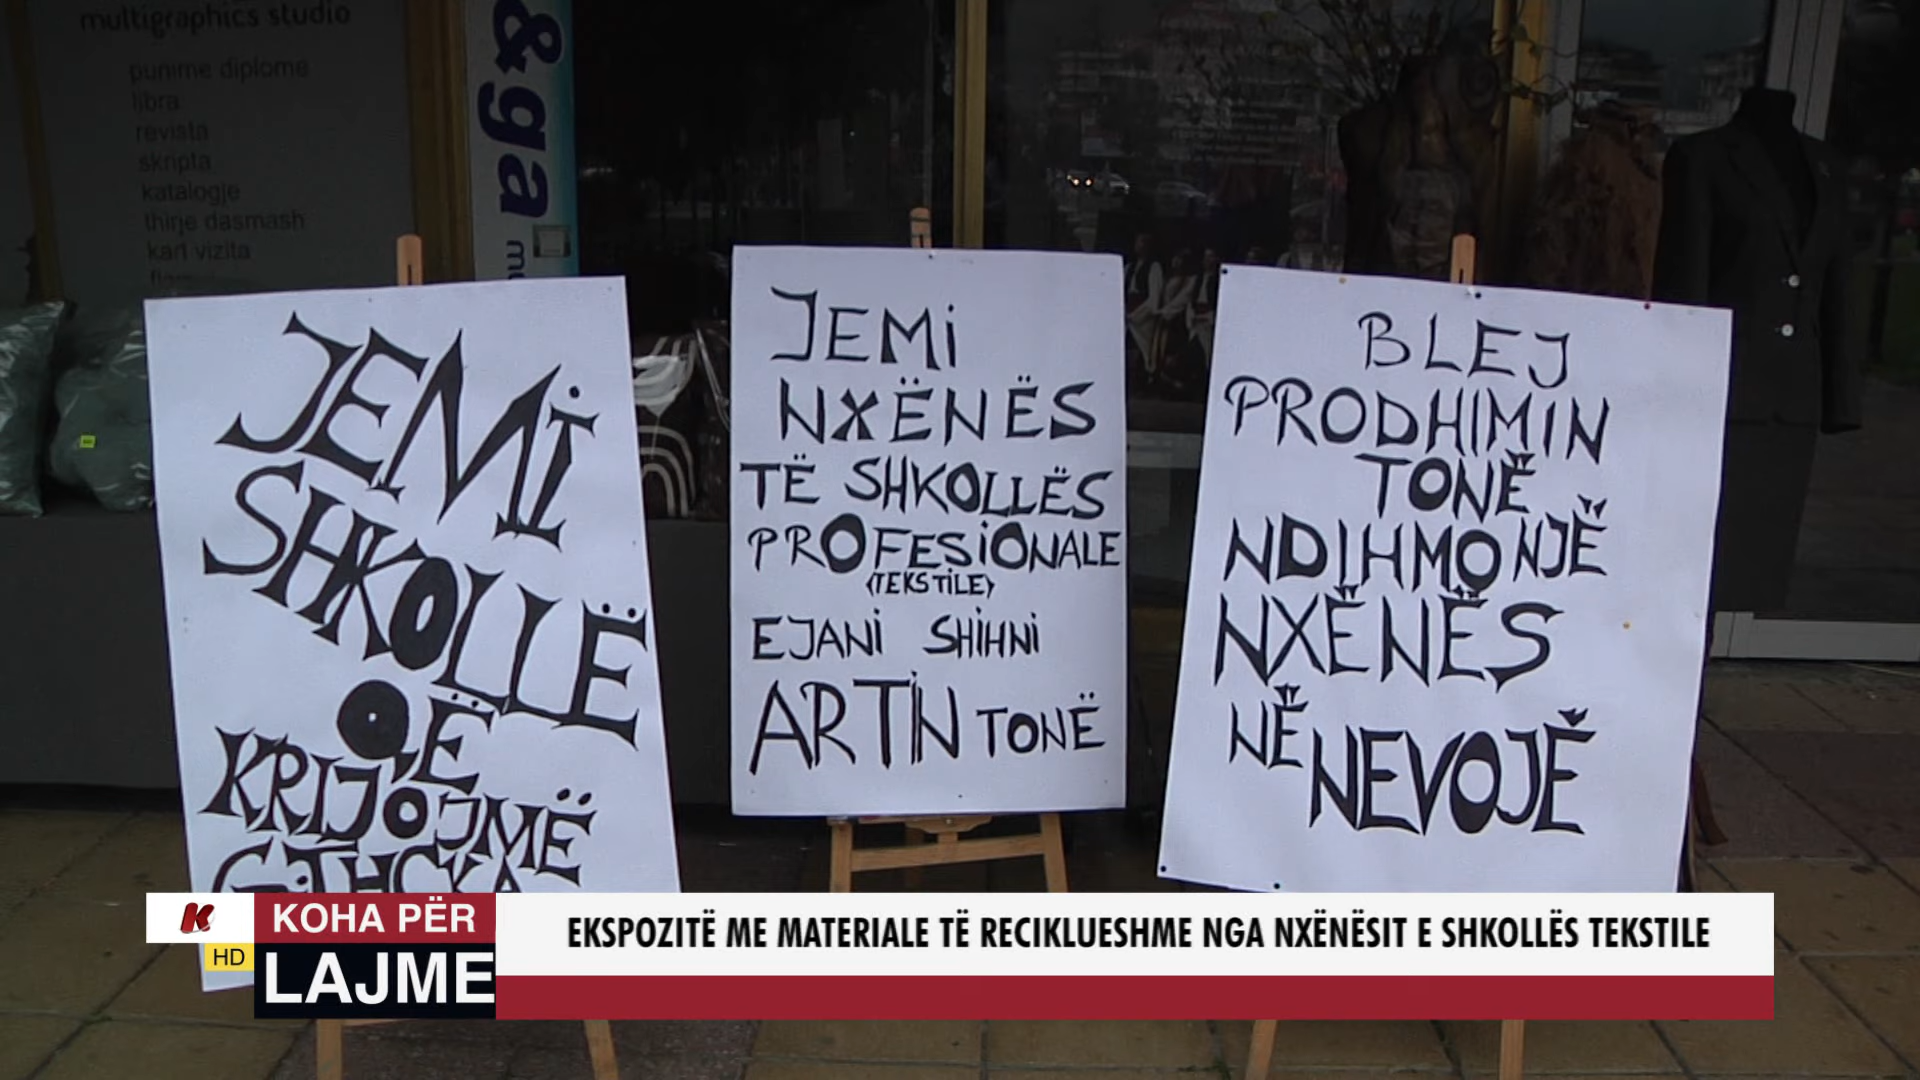 multigraphics studio
punime diplome
libra
revista
skripta
katalogje
thirje dasmash
kart vizita
&ga
JEMI
SHKOLLË
QË
KRIJOJMË
GJTHÇKA
JEMI
NXËNËS
TË SHKOLLËS
PROFESIONALE
(TEKSTILE)
EJANI SHIHNI
ARTIN TONË
BLEJ
PRODHIMIN
TONË
NDIHMO NJË
NXËNËS
NË NEVOJË
K
HD
KOHA PËR
LAJME
EKSPOZITË ME MATERIALE TË RECIKLUESHME NGA NXËNËSIT E SHKOLLËS TEKSTILE